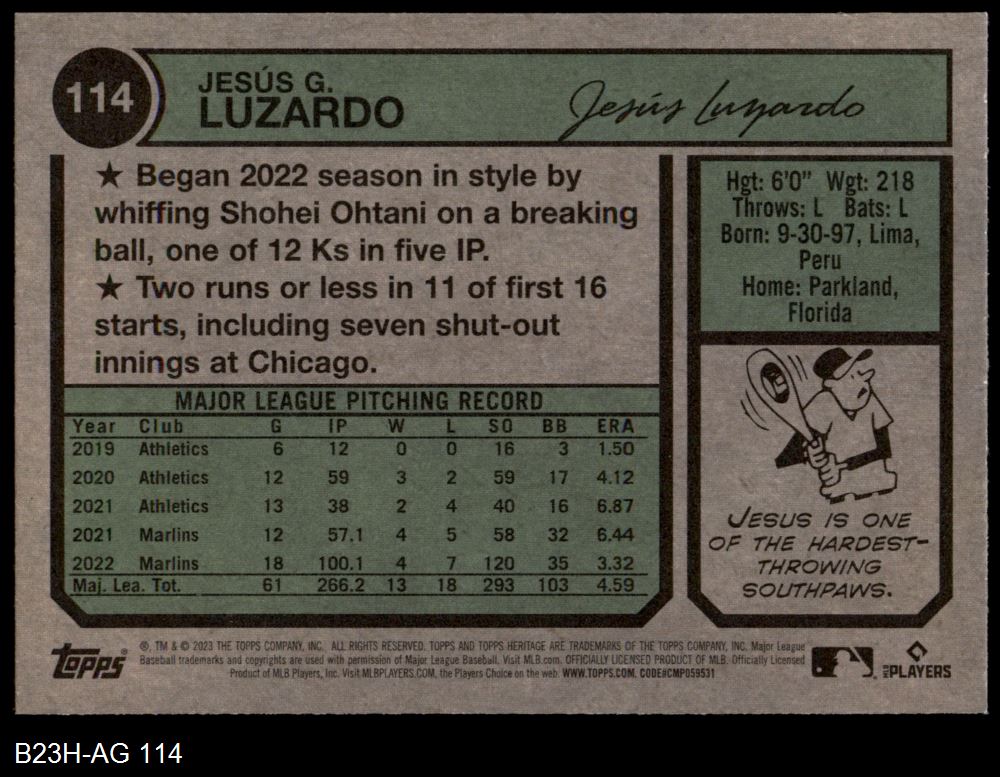 114
JESÚS G.
LUZARDO
Jesús Luzardo
★ Began 2022 season in style by
whiffing Shohei Ohtani on a breaking
ball, one of 12 Ks in five IP.
★ Two runs or less in 11 of first 16
starts, including seven shut-out
innings at Chicago.
MAJOR LEAGUE PITCHING RECORD
Year Club G IP W L SO BB ERA
2019 Athletics 6 12 0 0 16 3 1.50
2020 Athletics 12 59 3 2 59 17 4.12
2021 Athletics 13 38 2 4 40 16 6.87
2021 Marlins 12 57.1 4 5 58 32 6.44
2022 Marlins 18 100.1 4 7 120 35 3.32
Maj. Lea. Tot. 61 266.2 13 18 293 103 4.59
Hgt: 6'0" Wgt: 218
Throws: L Bats: L
Born: 9-30-97, Lima,
Peru
Home: Parkland,
Florida
JESUS IS ONE
OF THE HARDEST-
THROWING
SOUTHPAWS.
Topps
®, TM & © 2023 THE TOPPS COMPANY, INC. ALL RIGHTS RESERVED. TOPPS AND TOPPS HERITAGE ARE TRADEMARKS OF THE TOPPS COMPANY, INC. Major League
Baseball trademarks and copyrights are used with permission of Major League Baseball. Visit MLB.com. OFFICIALLY LICENSED PRODUCT OF MLB. Officially Licensed
Product of MLB Players, Inc. Visit MLBPLAYERS.COM, the Players Choice on the web. WWW.TOPPS.COM. CODE#CMP059531
MLB PLAYERS
B23H-AG 114